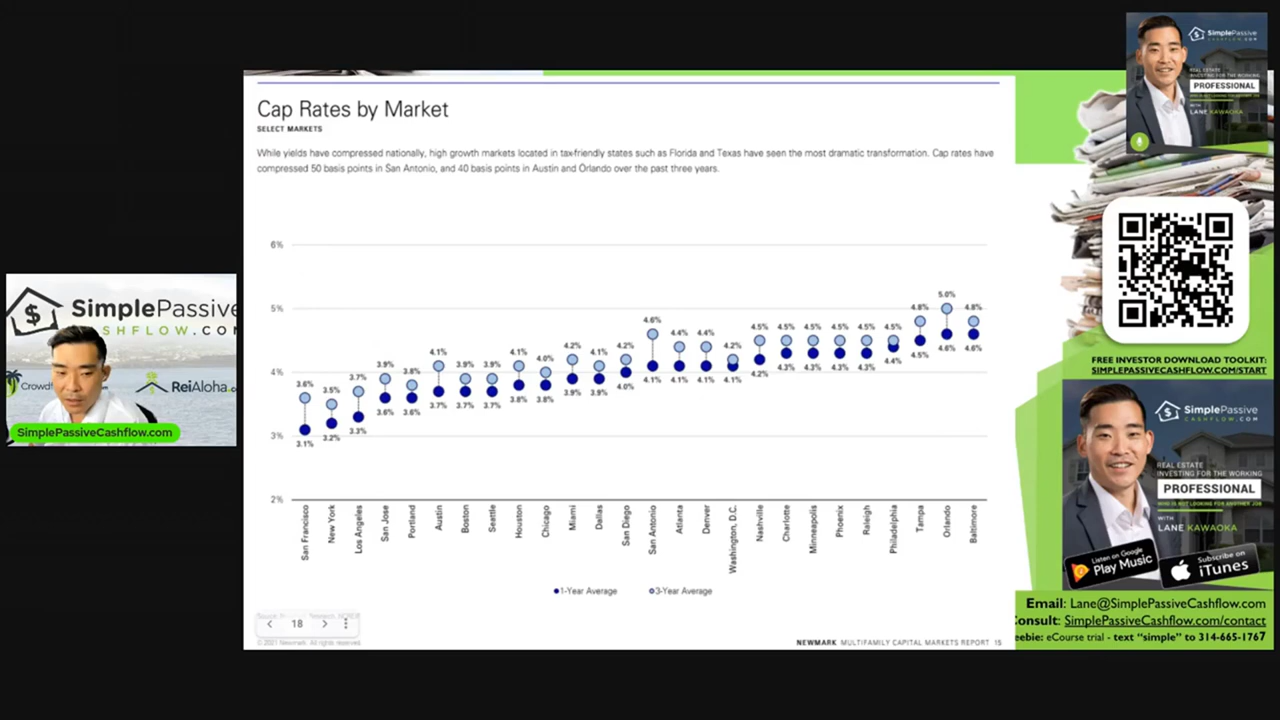 Cap Rates by Market
SELECT MARKETS
While yields have compressed nationally, high growth markets located in tax-friendly states such as Florida and Texas have seen the most dramatic transformation. Cap rates have
compressed 50 basis points in San Antonio, and 40 basis points in Austin and Orlando over the past three years.
6%
5%
4%
3%
2%
3.6% 3.5% 3.7% 3.9% 3.8% 4.1% 3.9% 3.9% 4.1% 4.0% 4.2% 4.1% 4.2% 4.6% 4.4% 4.4% 4.2% 4.5% 4.5% 4.5% 4.5% 4.5% 4.5% 4.8% 5.0% 4.8%
3.1% 3.2% 3.3% 3.6% 3.6% 3.7% 3.7% 3.7% 3.8% 3.8% 3.9% 3.9% 4.0% 4.1% 4.1% 4.1% 4.1% 4.2% 4.3% 4.3% 4.3% 4.3% 4.4% 4.5% 4.6% 4.6%
San Francisco
New York
Los Angeles
San Jose
Portland
Austin
Boston
Seattle
Houston
Chicago
Miami
Dallas
San Diego
San Antonio
Atlanta
Denver
Washington, D.C.
Nashville
Charlotte
Minneapolis
Phoenix
Raleigh
Philadelphia
Tampa
Orlando
Baltimore
1-Year Average
3-Year Average
18
© 2021 Newmark. All rights reserved.
NEWMARK MULTIFAMILY CAPITAL MARKETS REPORT 15
SimplePassive
SHFLOW.CO
Crowdf
ReiAloha
SimplePassiveCashflow.com
SimplePassive
CASHFLOW.COM
REAL ESTATE
INVESTING FOR THE WORKING
PROFESSIONAL
WITH
LANE KAWAOKA
FREE INVESTOR DOWNLOAD TOOLKIT:
SIMPLEPASSIVECASHFLOW.COM/START
SimplePassive
CASHFLOW.COM
REAL ESTATE
INVESTING FOR THE WORKING
PROFESSIONAL
WHO IS NOT LOOKING FOR ANOTHER JOB
WITH
LANE KAWAOKA
Listen on Google
Play Music
Subscribe on
iTunes
Email: Lane@SimplePassiveCashflow.com
onsult: SimplePassiveCashflow.com/contact
eebie: eCourse trial - text "simple" to 314-665-1767